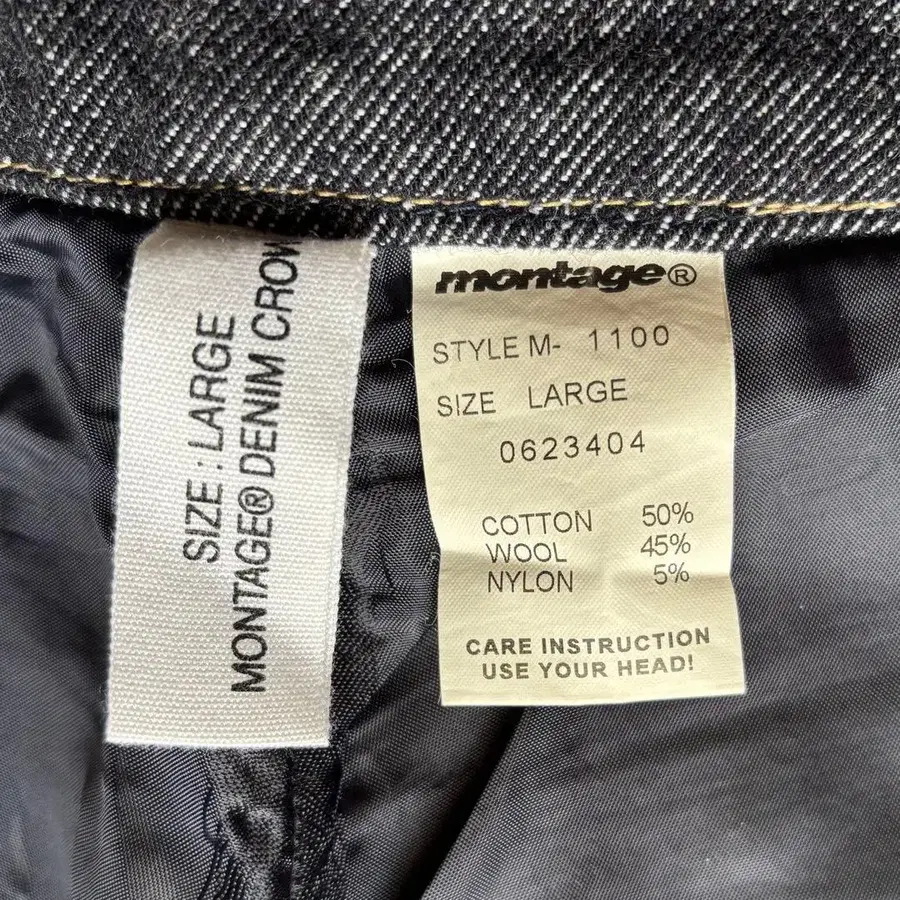 SIZE : LARGE
MONTAGE® DENIM CROW
montage®
STYLE M- 1100
SIZE LARGE
0623404
COTTON 50%
WOOL 45%
NYLON 5%
CARE INSTRUCTION
USE YOUR HEAD!